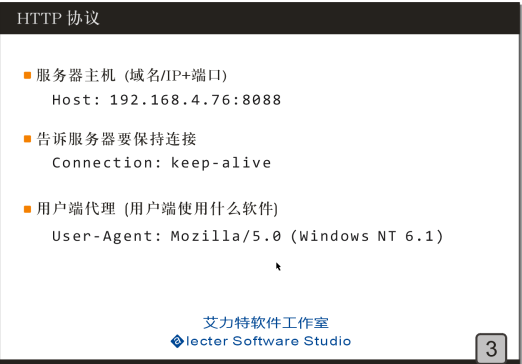 HTTP 协议
服务器主机 (域名/IP+端口)
Host: 192.168.4.76:8088
告诉服务器要保持连接
Connection: keep-alive
用户端代理 (用户端使用什么软件)
User-Agent: Mozilla/5.0 (Windows NT 6.1)
艾力特软件工作室
alecter Software Studio
3